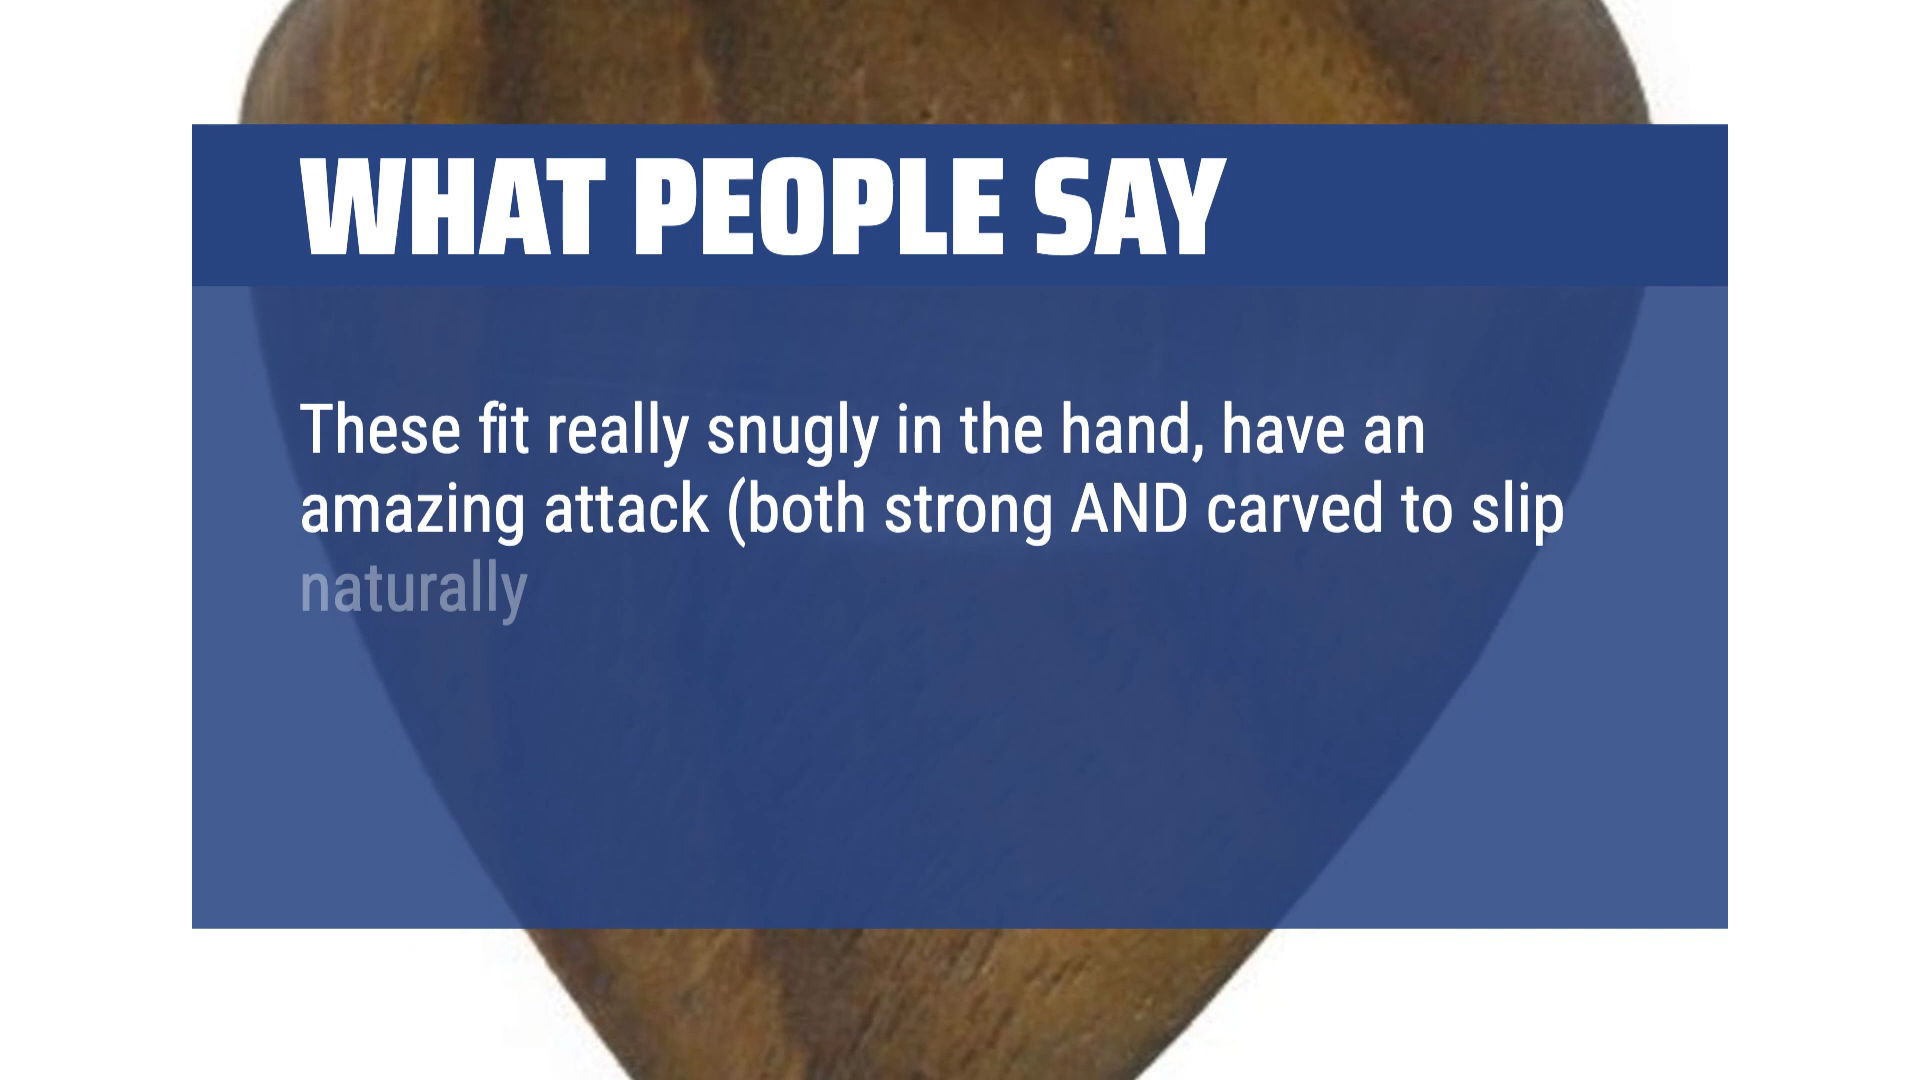 WHAT PEOPLE SAY
These fit really snugly in the hand, have an
amazing attack (both strong AND carved to slip
naturally